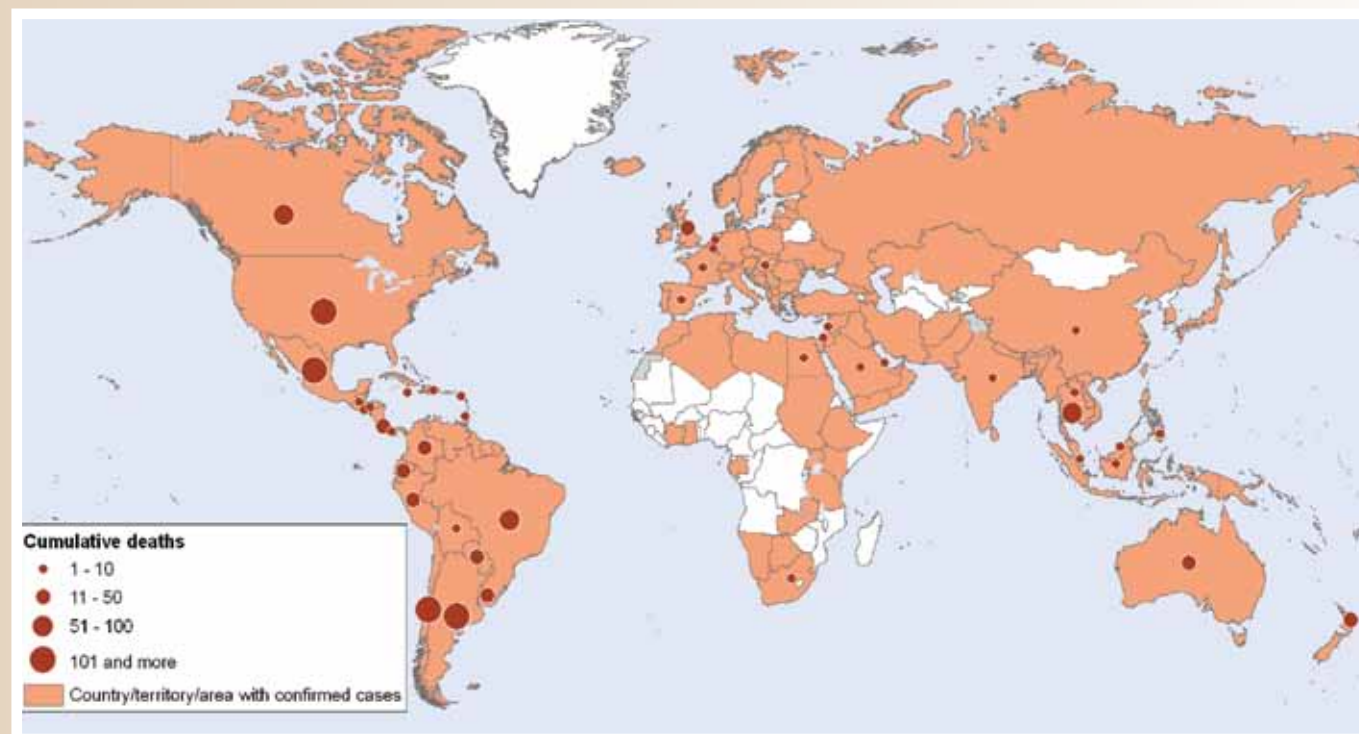 Cumulative deaths
1 - 10
11 - 50
51 - 100
101 and more
Country/territory/area with confirmed cases